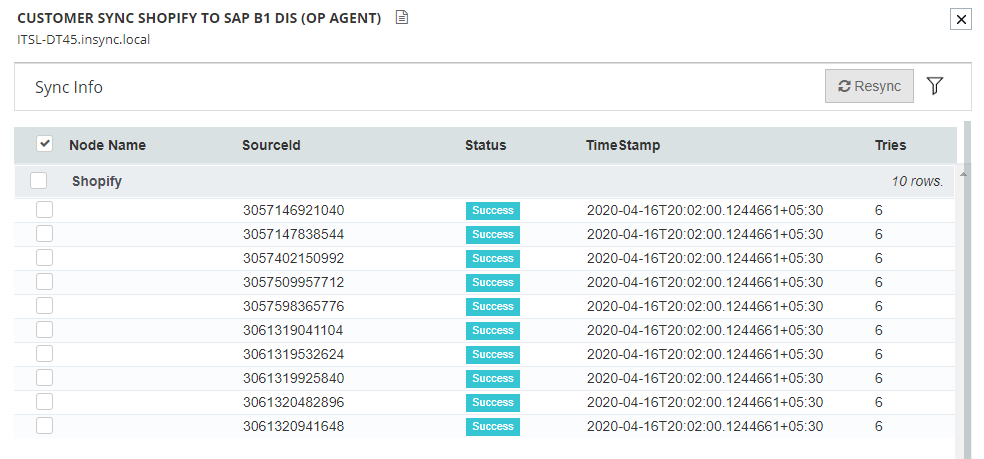 CUSTOMER SYNC SHOPIFY TO SAP B1 DIS (OP AGENT)
ITSL-DT45.insync.local
Sync Info Resync
Node Name SourceId Status TimeStamp Tries
Shopify 10 rows.
3057146921040 Success 2020-04-16T20:02:00.1244661+05:30 6
3057147838544 Success 2020-04-16T20:02:00.1244661+05:30 6
3057402150992 Success 2020-04-16T20:02:00.1244661+05:30 6
3057509957712 Success 2020-04-16T20:02:00.1244661+05:30 6
3057598365776 Success 2020-04-16T20:02:00.1244661+05:30 6
3061319041104 Success 2020-04-16T20:02:00.1244661+05:30 6
3061319532624 Success 2020-04-16T20:02:00.1244661+05:30 6
3061319925840 Success 2020-04-16T20:02:00.1244661+05:30 6
3061320482896 Success 2020-04-16T20:02:00.1244661+05:30 6
3061320941648 Success 2020-04-16T20:02:00.1244661+05:30 6